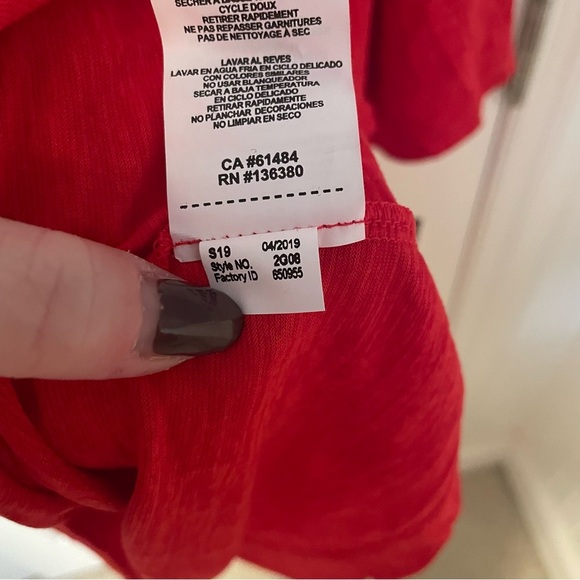 CYCLE DOUX
RETIRER RAPIDEMENT
NE PAS REPASSER GARNITURES
PAS DE NETTOYAGE À SEC
LAVAR AL REVES
LAVAR EN AGUA FRIA EN CICLO DELICADO
CON COLORES SIMILARES
NO USAR BLANQUEADOR
SECAR A BAJA TEMPERATURA
EN CICLO DELICADO
RETIRAR RAPIDAMENTE
NO PLANCHAR DECORACIONES
NO LIMPIAR EN SECO
CA #61484
RN #136380
S19 04/2019
Style NO. 2G08
Factory ID 650955